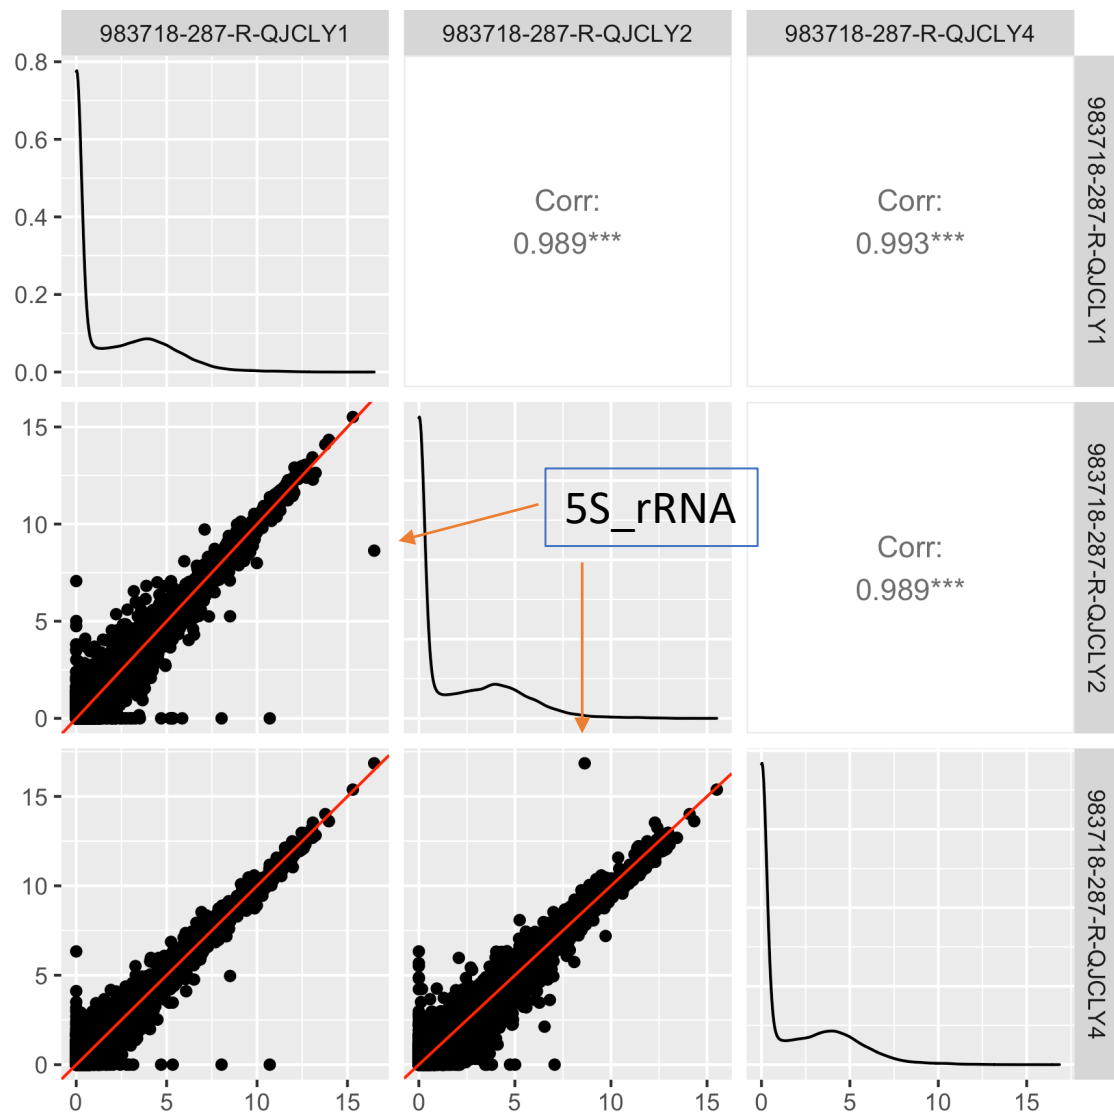 983718-287-R-QJCLY1
983718-287-R-QJCLY2
983718-287-R-QJCLY4
0.8
0.6
0.4
0.2
0.0
Corr:
0.989***
Corr:
0.993***
983718-287-R-QJCLY1
15
10
5
0
5S_rRNA
Corr:
0.989***
983718-287-R-QJCLY2
15
10
5
0
983718-287-R-QJCLY4
0 5 10 15
0 5 10 15
0 5 10 15